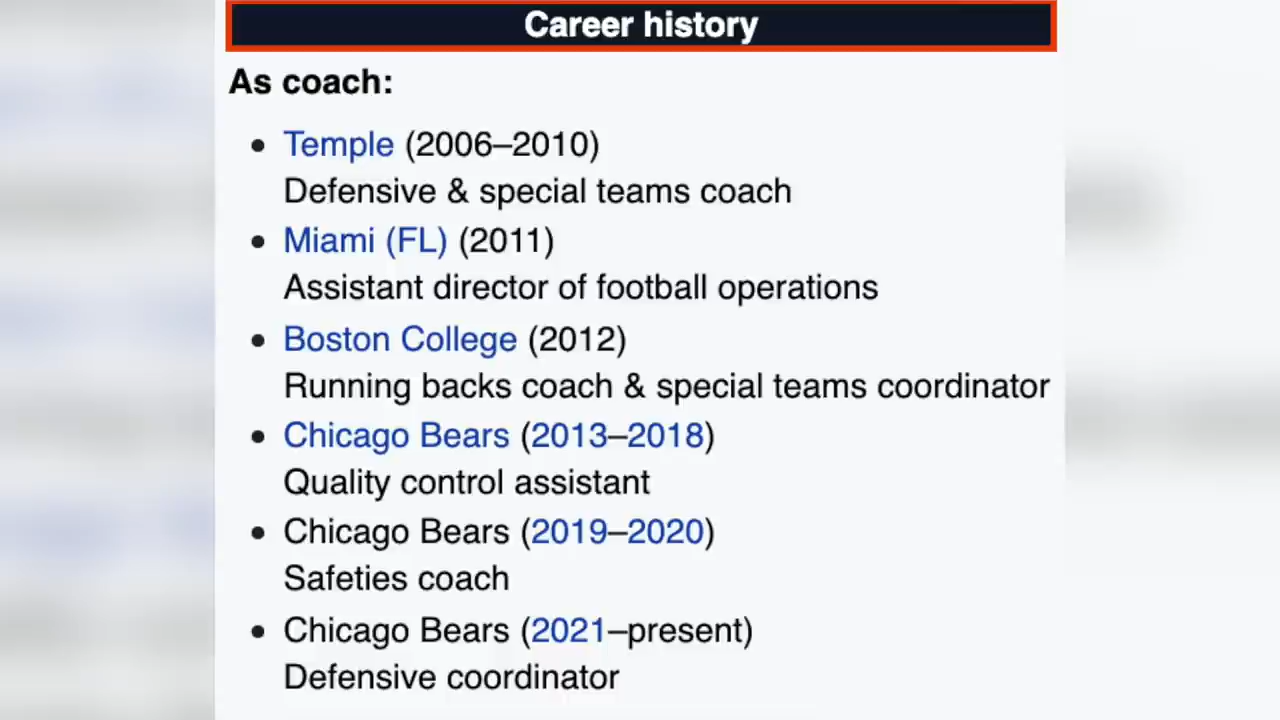 Career history
As coach:
• Temple (2006–2010)
Defensive & special teams coach
• Miami (FL) (2011)
Assistant director of football operations
• Boston College (2012)
Running backs coach & special teams coordinator
• Chicago Bears (2013–2018)
Quality control assistant
• Chicago Bears (2019–2020)
Safeties coach
• Chicago Bears (2021–present)
Defensive coordinator